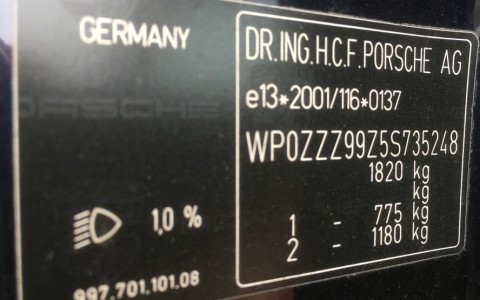 GERMANY
PORSCHE
1,0 %
997.701.101.08
DR.ING.H.C.F.PORSCHE AG
e13*2001/116*0137
WP0ZZZ99Z5S735248
1820 kg
kg
1 - 775 kg
2 - 1180 kg